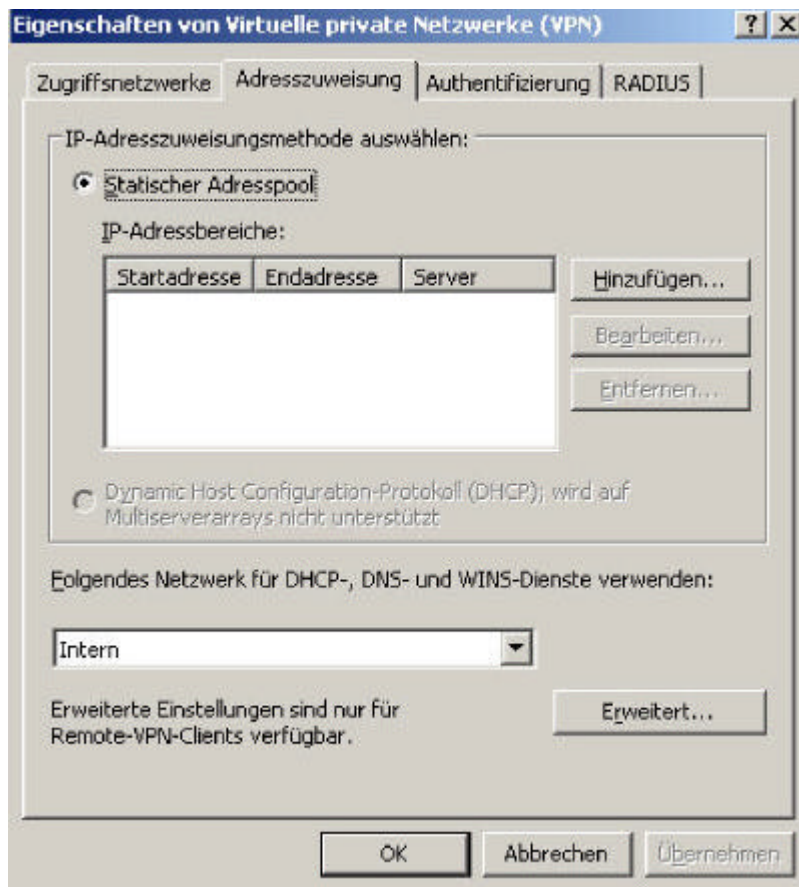 Eigenschaften von Virtuelle private Netzwerke (VPN)
Zugriffsnetzwerke Adresszuweisung Authentifizierung RADIUS
IP-Adresszuweisungsmethode auswählen:
Statischer Adresspool
IP-Adressbereiche:
Startadresse Endadresse Server
Hinzufügen...
Bearbeiten...
Entfernen...
Dynamic Host Configuration-Protokoll (DHCP); wird auf
Multiserverarrays nicht unterstützt
Folgendes Netzwerk für DHCP-, DNS- und WINS-Dienste verwenden:
Intern
Erweiterte Einstellungen sind nur für
Remote-VPN-Clients verfügbar.
Erweitert...
OK Abbrechen Übernehmen